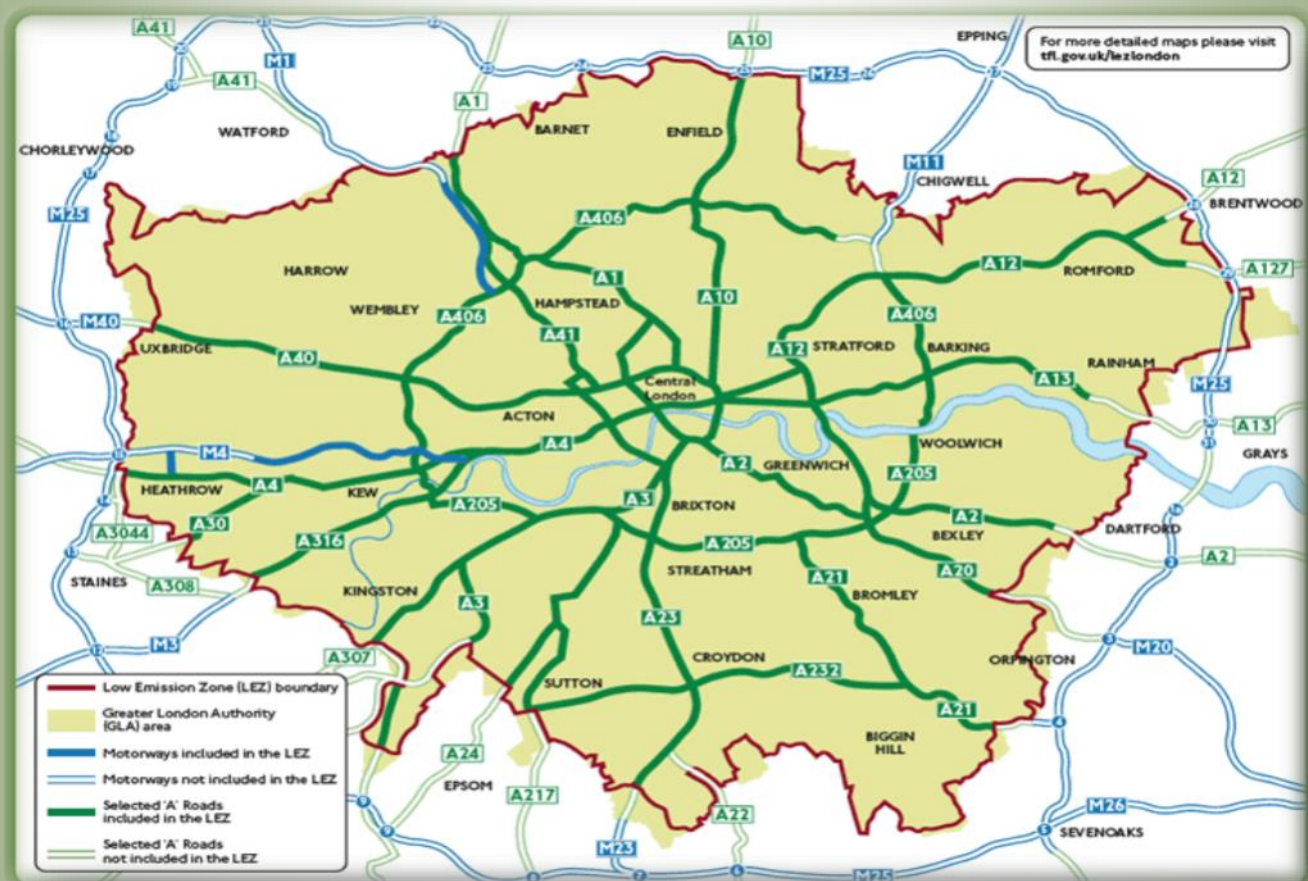 A41
A10
EPPING
For more detailed maps please visit
tfl.gov.uk/lezlondon
M1
A41
M25
A1
BARNET
ENFIELD
WATFORD
CHORLEYWOOD
M11
CHIGWELL
A12
M25
BRENTWOOD
A406
HARROW
A1
A12
ROMFORD
A127
WEMBLEY
HAMPSTEAD
A10
M40
A406
A41
A406
UXBRIDGE
A40
A12
STRATFORD
BARKING
RAINHAM
Central
London
A13
M25
ACTON
A13
M4
A4
WOOLWICH
GRAYS
A2
GREENWICH
HEATHROW
A4
KEW
A205
A3
BRIXTON
A205
A3044
A30
A316
A205
A2
BEXLEY
DARTFORD
A2
STAINES
A308
KINGSTON
STREATHAM
A21
A20
BROMLEY
A3
A23
M3
A307
CROYDON
A232
ORPINGTON
M20
SUTTON
A21
BIGGIN
HILL
A24
EPSOM
A217
A22
M26
SEVENOAKS
M23
M25
Low Emission Zone (LEZ) boundary
Greater London Authority
(GLA) area
Motorways included in the LEZ
Motorways not included in the LEZ
Selected 'A' Roads
included in the LEZ
Selected 'A' Roads
not included in the LEZ